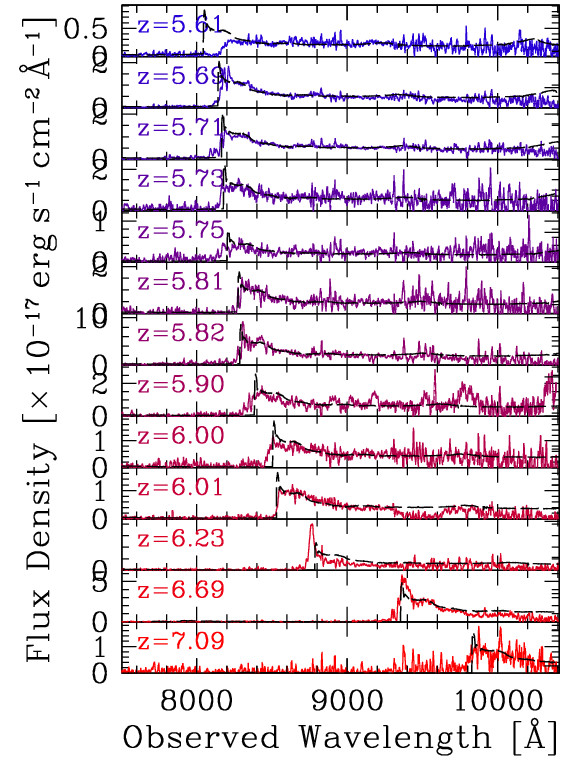 Flux Density [× 10⁻¹⁷ erg s⁻¹ cm⁻² Å⁻¹]
0.5
z=5.61
0
2
z=5.69
0
2
z=5.71
0
2
z=5.73
0
1
z=5.75
0
2
z=5.81
0
10
z=5.82
0
2
z=5.90
0
1
z=6.00
0
1
z=6.01
0
z=6.23
0
5
z=6.69
0
1
z=7.09
0
8000 9000 10000
Observed Wavelength [Å]